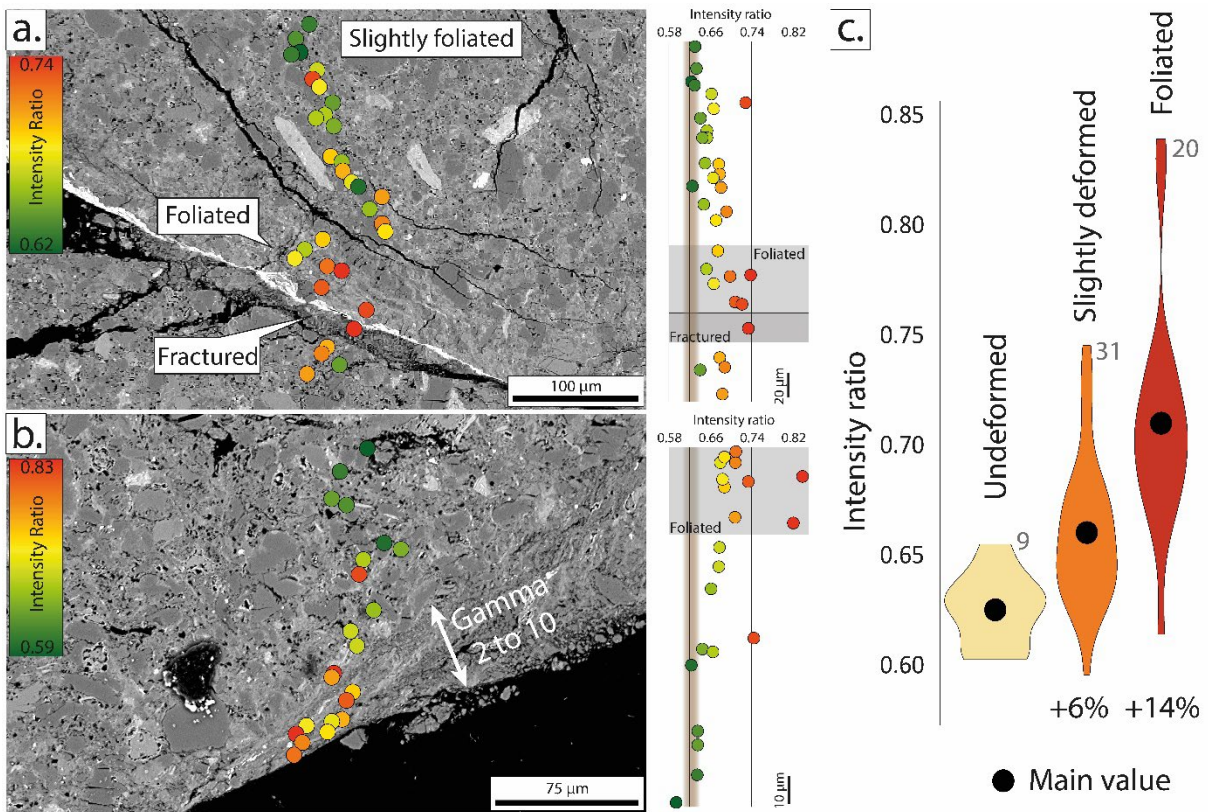 a.
Slightly foliated
0.74
Intensity Ratio
0.62
Foliated
Fractured
100 µm
Intensity ratio
0.58 0.66 0.74 0.82
Foliated
Fractured
20 µm
b.
0.83
Intensity Ratio
0.59
Gamma
2 to 10
75 µm
Intensity ratio
0.58 0.66 0.74 0.82
Foliated
10 µm
c.
Intensity ratio
0.85
0.80
0.75
0.70
0.65
0.60
Undeformed
9
Slightly deformed
31
Foliated
20
+6% +14%
Main value